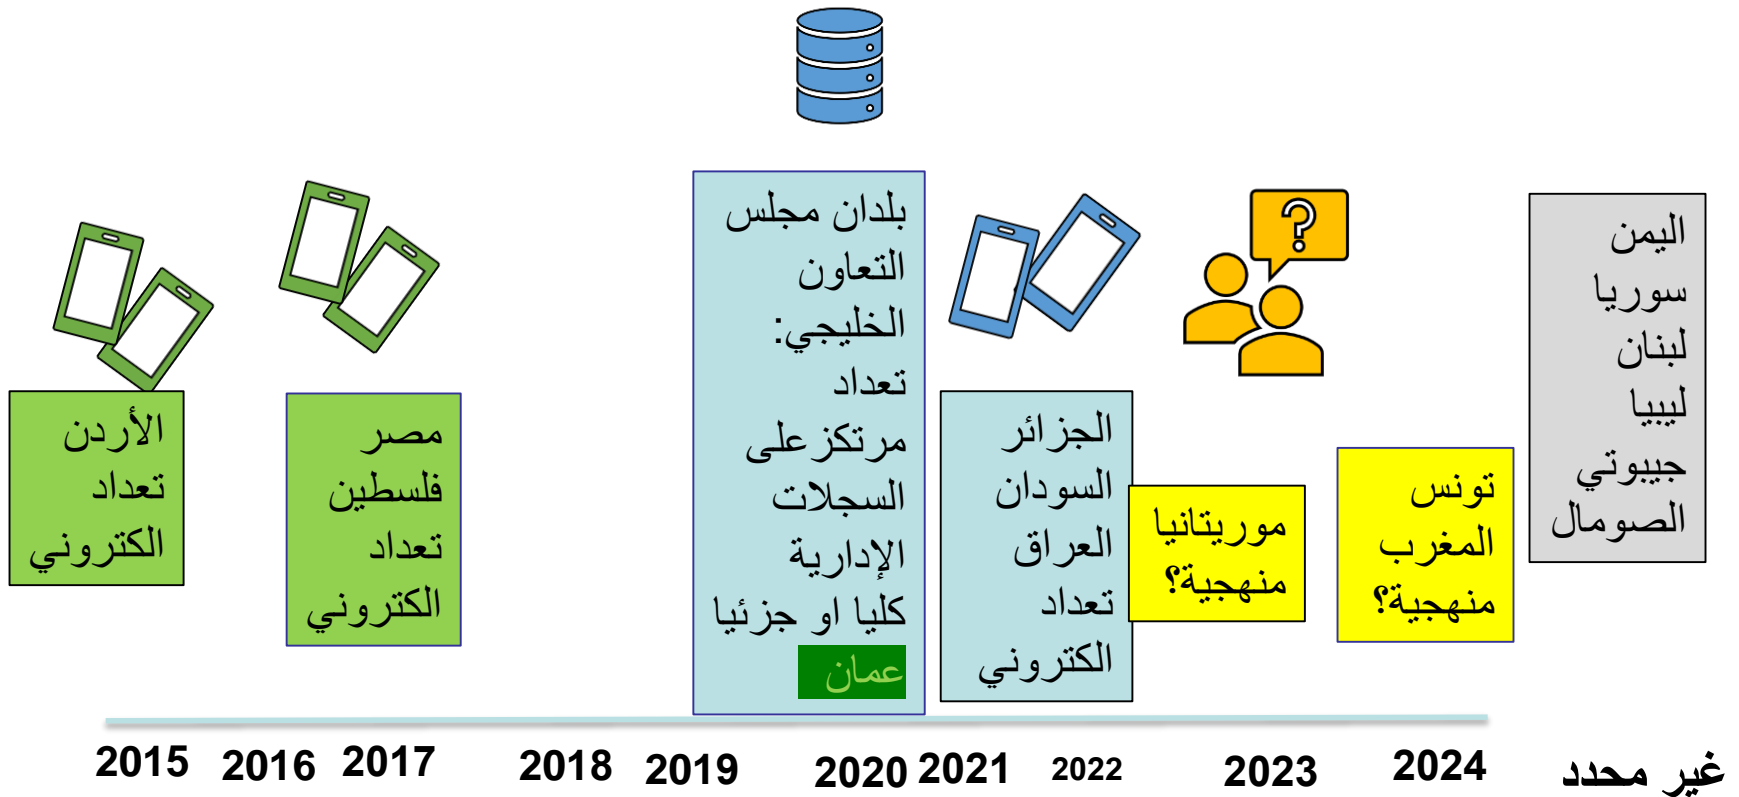 الأردن
تعداد
الكتروني
مصر
فلسطين
تعداد
الكتروني
بلدان مجلس
التعاون
الخليجي:
تعداد
مرتكز على
السجلات
الإدارية
كليا او جزئيا
عمان
الجزائر
السودان
العراق
تعداد
الكتروني
?
موريتانيا
منهجية؟
تونس
المغرب
منهجية؟
اليمن
سوريا
لبنان
ليبيا
جيبوتي
الصومال
2015 2016 2017 2018 2019 2020 2021 2022 2023 2024 غير محدد